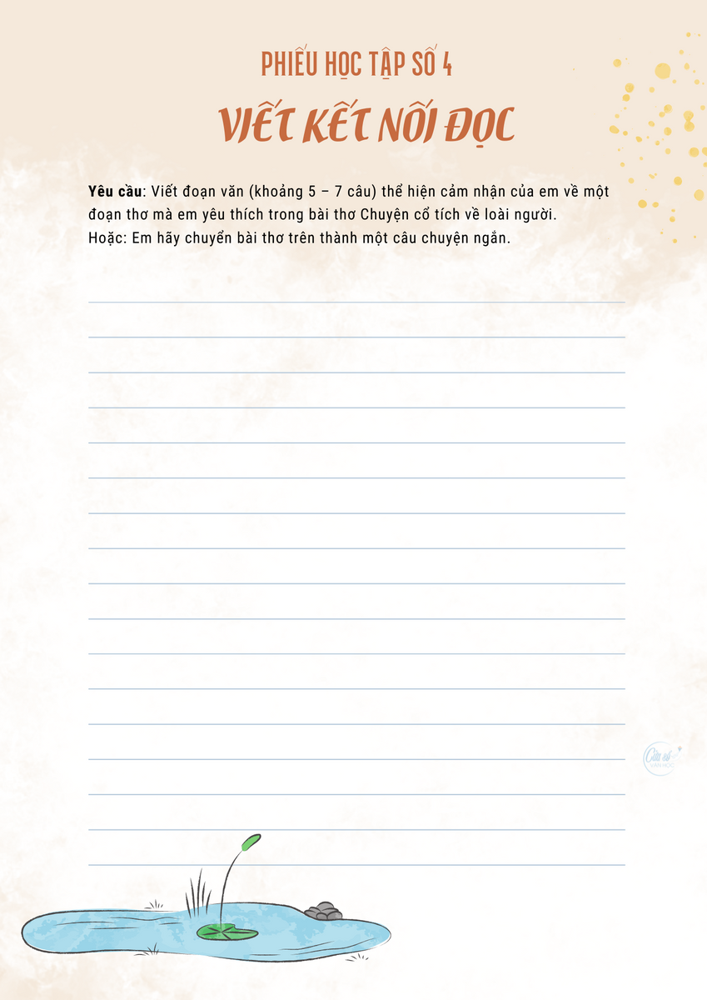 PHIẾU HỌC TẬP SỐ 4
VIẾT KẾT NỐI ĐỌC
Yêu cầu: Viết đoạn văn (khoảng 5 – 7 câu) thể hiện cảm nhận của em về một
đoạn thơ mà em yêu thích trong bài thơ Chuyện cổ tích về loài người.
Hoặc: Em hãy chuyển bài thơ trên thành một câu chuyện ngắn.
Cửa sổ
VĂN HỌC